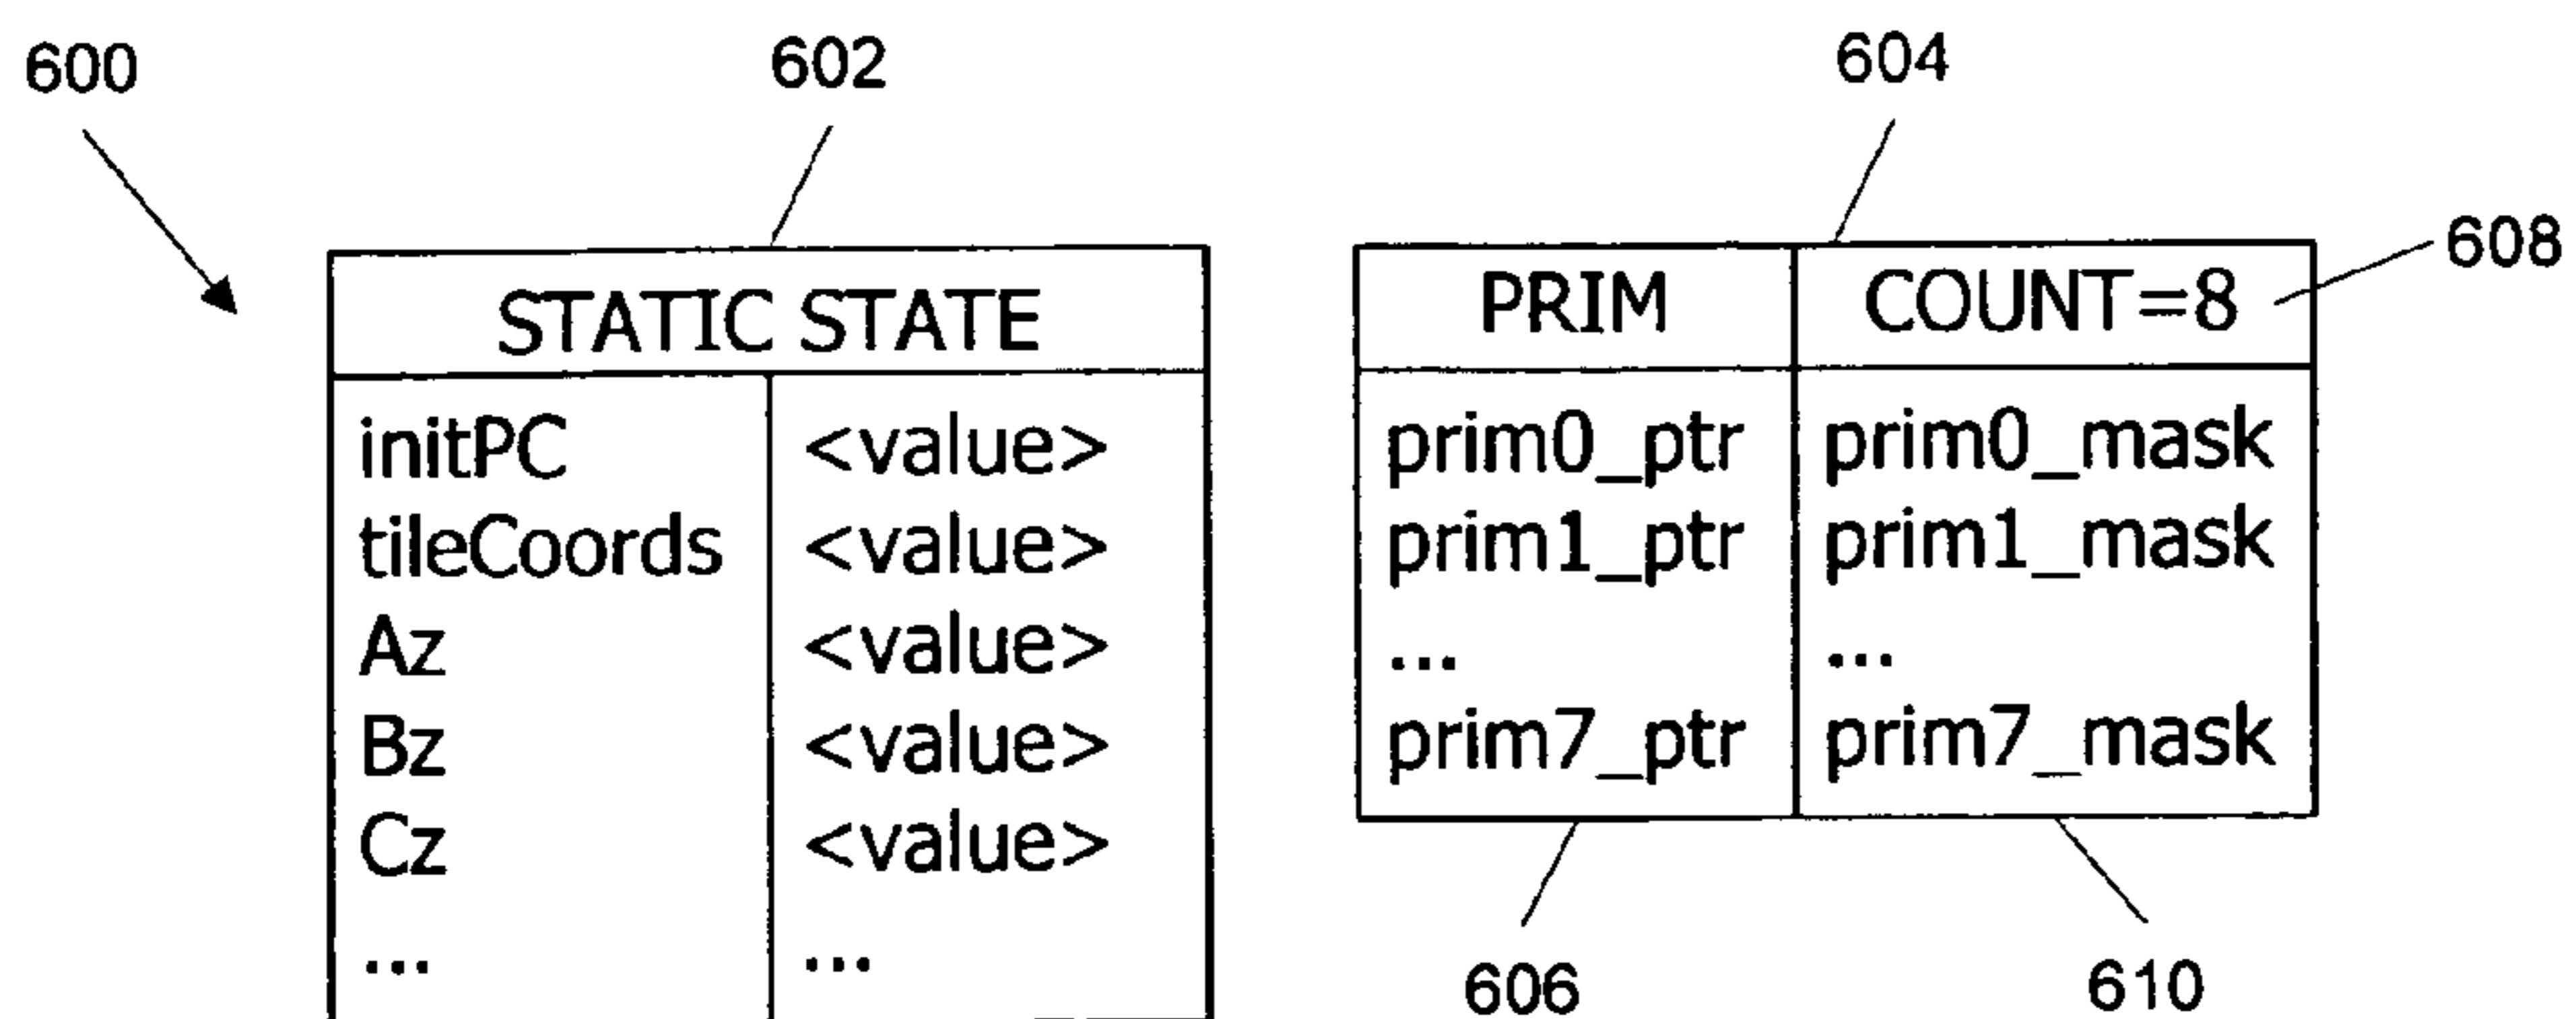 600
602
604
608
STATIC STATE
PRIM COUNT=8
initPC <value>
tileCoords <value>
Az <value>
Bz <value>
Cz <value>
... ...
prim0_ptr prim0_mask
prim1_ptr prim1_mask
... ...
prim7_ptr prim7_mask
606
610